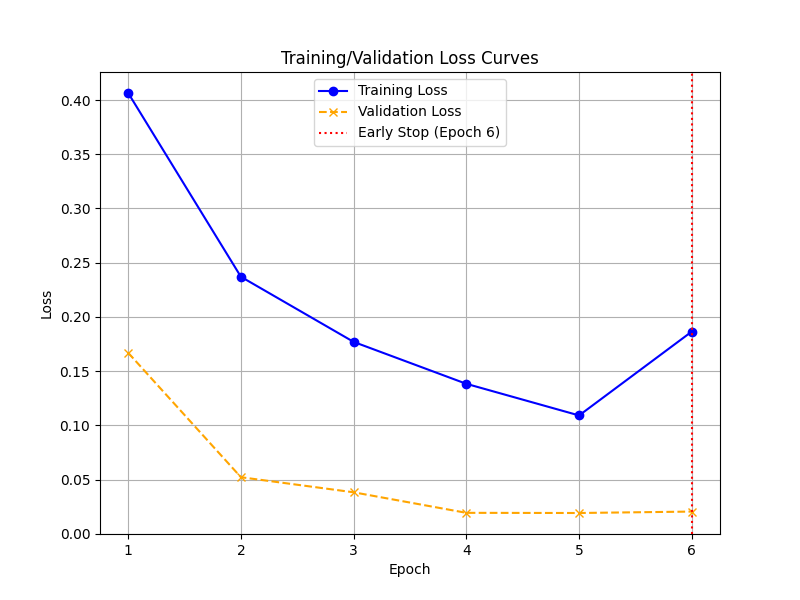 Training/Validation Loss Curves
Training Loss
Validation Loss
Early Stop (Epoch 6)
Loss
0.40
0.35
0.30
0.25
0.20
0.15
0.10
0.05
0.00
1 2 3 4 5 6
Epoch